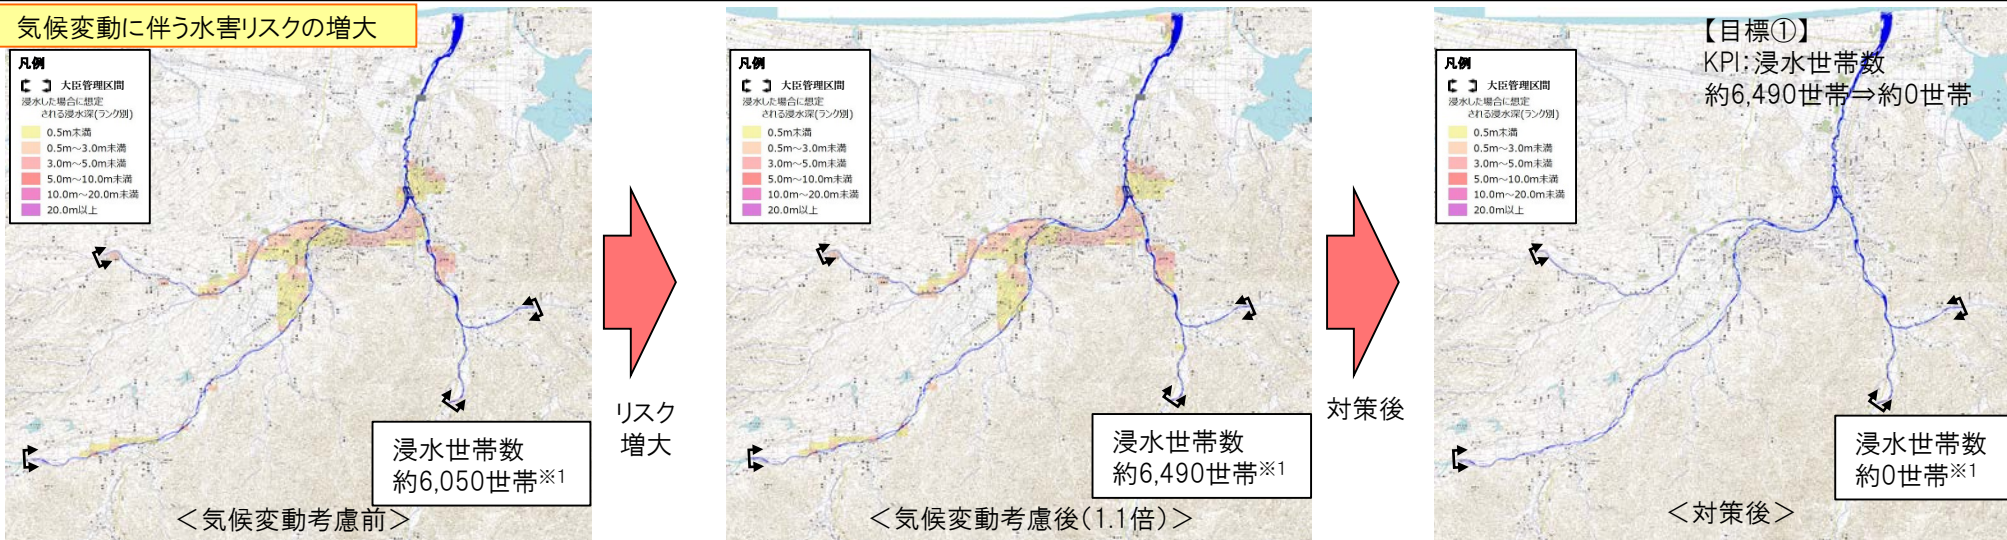 気候変動に伴う水害リスクの増大
凡例
大臣管理区間
浸水した場合に想定
される浸水深(ランク別)
0.5m未満
0.5m～3.0m未満
3.0m～5.0m未満
5.0m～10.0m未満
10.0m～20.0m未満
20.0m以上
浸水世帯数
約6,050世帯※1
＜気候変動考慮前＞
リスク
増大
凡例
大臣管理区間
浸水した場合に想定
される浸水深(ランク別)
0.5m未満
0.5m～3.0m未満
3.0m～5.0m未満
5.0m～10.0m未満
10.0m～20.0m未満
20.0m以上
浸水世帯数
約6,490世帯※1
＜気候変動考慮後(1.1倍)＞
対策後
【目標①】
KPI:浸水世帯数
約6,490世帯⇒約0世帯
凡例
大臣管理区間
浸水した場合に想定
される浸水深(ランク別)
0.5m未満
0.5m～3.0m未満
3.0m～5.0m未満
5.0m～10.0m未満
10.0m～20.0m未満
20.0m以上
浸水世帯数
約0世帯※1
＜対策後＞